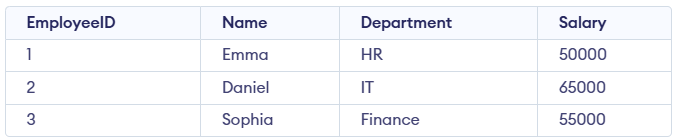 EmployeeID Name Department Salary
1 Emma HR 50000
2 Daniel IT 65000
3 Sophia Finance 55000